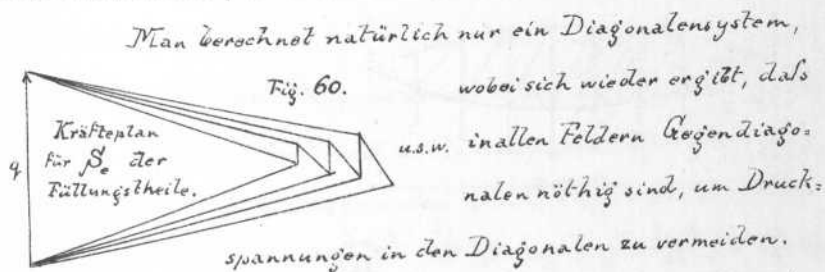 Man berechnet natürlich nur ein Diagonalensystem,
Fig. 60.
wobei sich wieder ergibt, daſs
Kräfteplan
für S_e der
Füllungstheile.
q
u.s.w. in allen Feldern Gegendiago=
nalen nöthig sind, um Druck=
spannungen in den Diagonalen zu vermeiden.